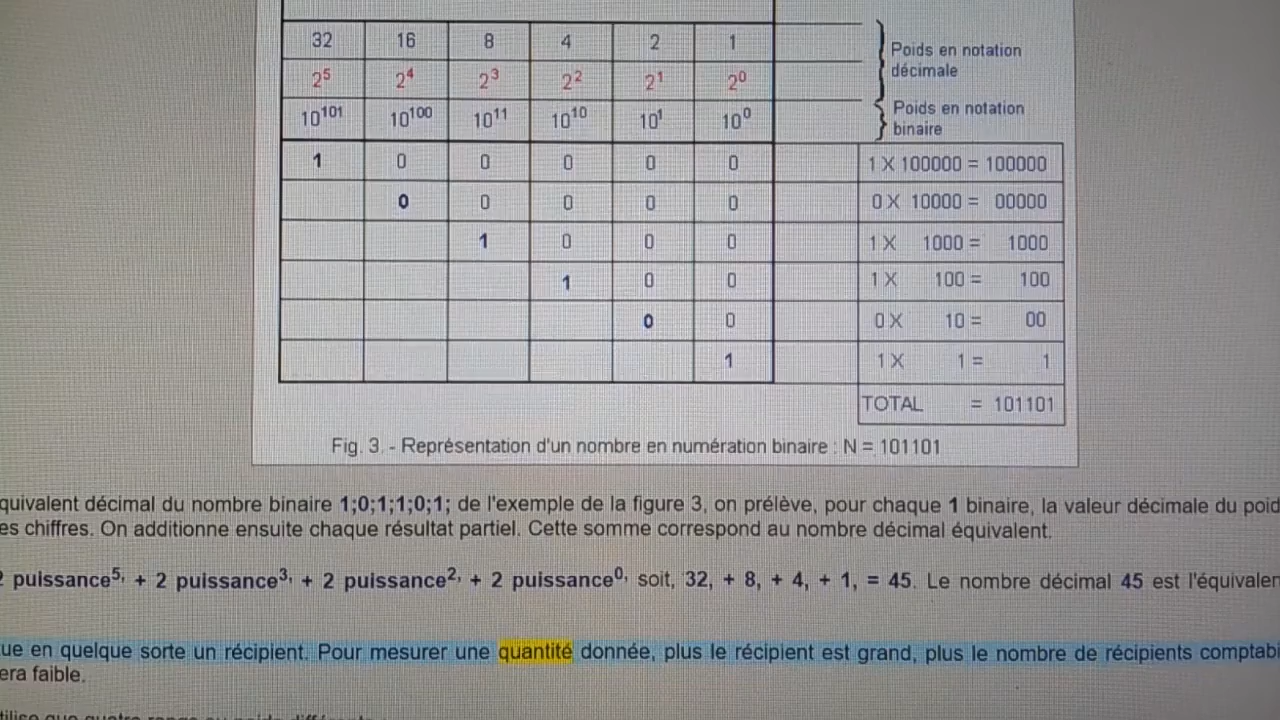 32 16 8 4 2 1
2⁵ 2⁴ 2³ 2² 2¹ 2⁰
10¹⁰¹ 10¹⁰⁰ 10¹¹ 10¹⁰ 10¹ 10⁰
Poids en notation
décimale
Poids en notation
binaire
1 0 0 0 0 0 1 X 100000 = 100000
0 0 0 0 0 0 X 10000 = 00000
1 0 0 0 1 X 1000 = 1000
1 0 0 1 X 100 = 100
0 0 0 X 10 = 00
1 1 X 1 = 1
TOTAL = 101101
Fig. 3. - Représentation d'un nombre en numération binaire : N = 101101
quivalent décimal du nombre binaire 1;0;1;1;0;1; de l'exemple de la figure 3, on prélève, pour chaque 1 binaire, la valeur décimale du poid
es chiffres. On additionne ensuite chaque résultat partiel. Cette somme correspond au nombre décimal équivalent.
2 puissance⁵, + 2 puissance³, + 2 puissance², + 2 puissance⁰, soit, 32, + 8, + 4, + 1, = 45. Le nombre décimal 45 est l'équivalen
ue en quelque sorte un récipient. Pour mesurer une quantité donnée, plus le récipient est grand, plus le nombre de récipients comptabi
era faible.